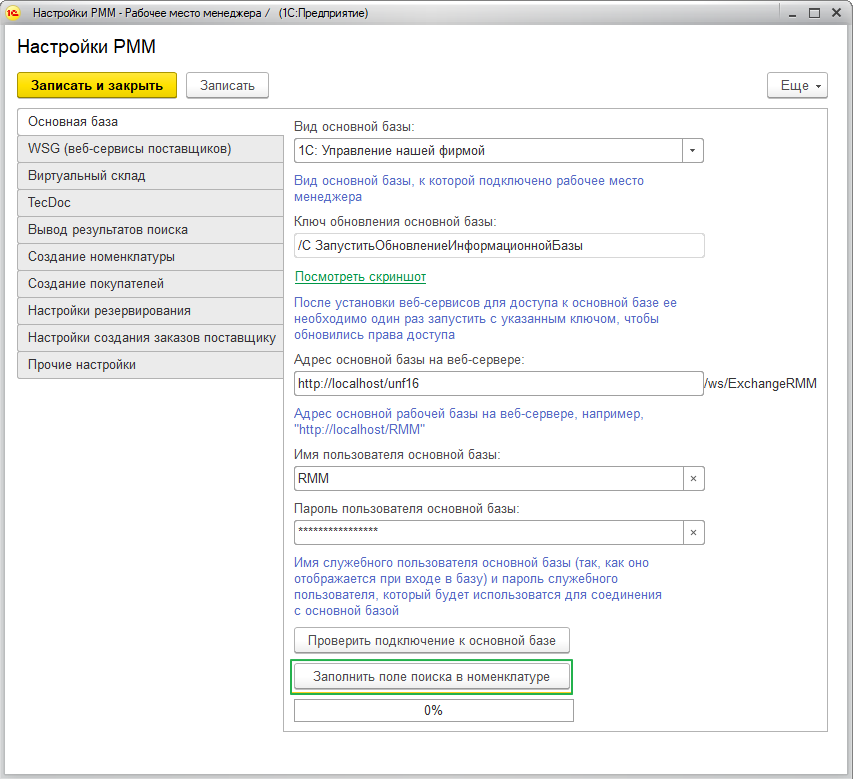 Настройки РММ - Рабочее место менеджера / (1С:Предприятие)
Настройки РММ
Записать и закрыть
Записать
Еще
Основная база
WSG (веб-сервисы поставщиков)
Виртуальный склад
TecDoc
Вывод результатов поиска
Создание номенклатуры
Создание покупателей
Настройки резервирования
Настройки создания заказов поставщику
Прочие настройки
Вид основной базы:
1С: Управление нашей фирмой
Вид основной базы, к которой подключено рабочее место
менеджера
Ключ обновления основной базы:
/С ЗапуститьОбновлениеИнформационнойБазы
Посмотреть скриншот
После установки веб-сервисов для доступа к основной базе ее
необходимо один раз запустить с указанным ключом, чтобы
обновились права доступа
Адрес основной базы на веб-сервере:
http://localhost/unf16
/ws/ExchangeRMM
Адрес основной рабочей базы на веб-сервере, например,
"http://localhost/RMM"
Имя пользователя основной базы:
RMM
Пароль пользователя основной базы:
****************
Имя служебного пользователя основной базы (так, как оно
отображается при входе в базу) и пароль служебного
пользователя, который будет использоватся для соединения
с основной базой
Проверить подключение к основной базе
Заполнить поле поиска в номенклатуре
0%